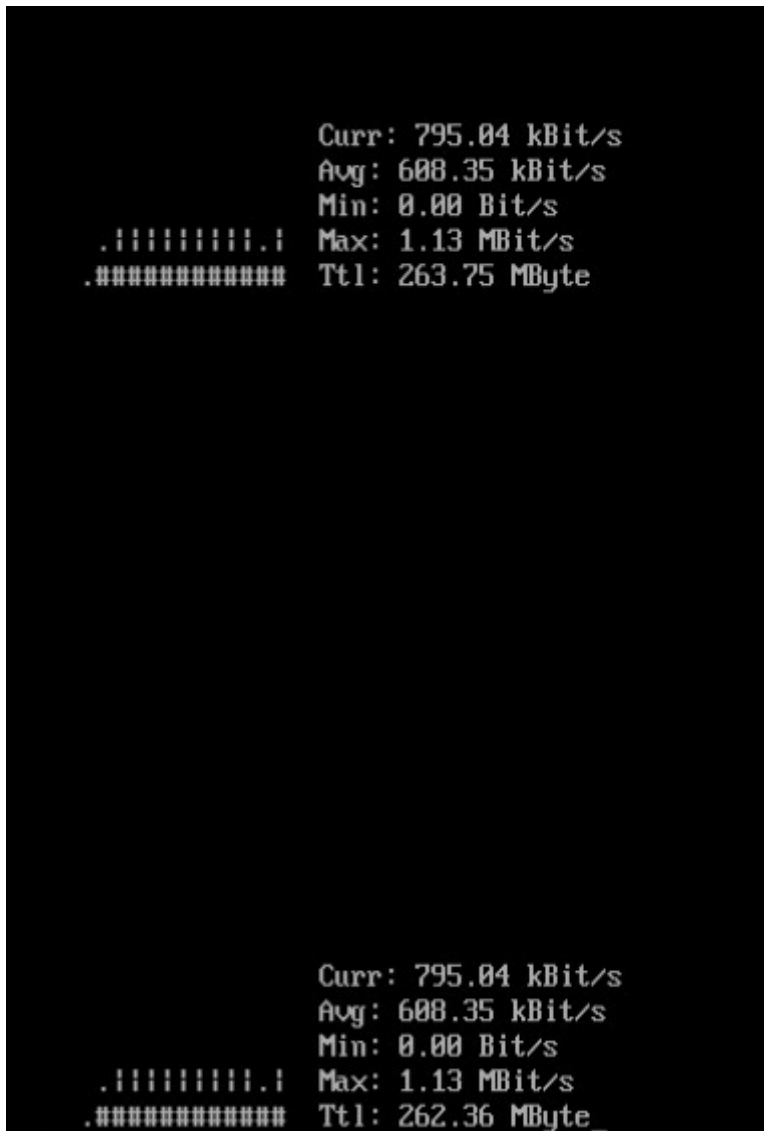 Curr: 795.04 kBit/s
Avg: 608.35 kBit/s
Min: 0.00 Bit/s
.||||||||||.| Max: 1.13 MBit/s
.############ Ttl: 263.75 MByte
Curr: 795.04 kBit/s
Avg: 608.35 kBit/s
Min: 0.00 Bit/s
.||||||||||.| Max: 1.13 MBit/s
.############ Ttl: 262.36 MByte_